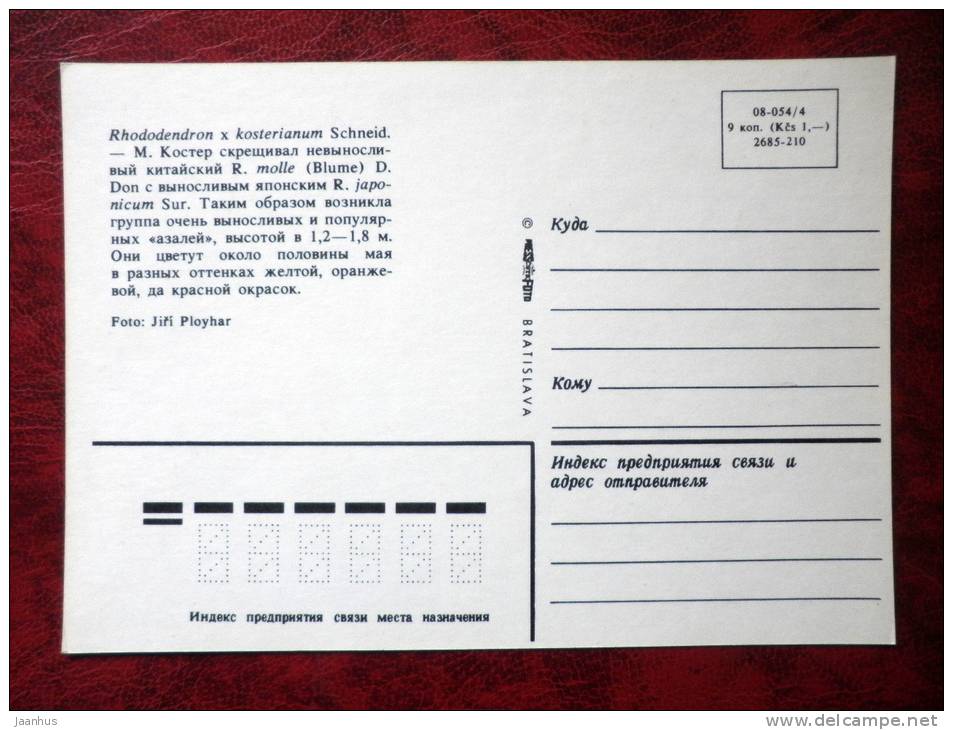 Rhododendron x kosterianum Schneid.
— М. Костер скрещивал невыносли-
вый китайский R. molle (Blume) D.
Don с выносливым японским R. japo-
nicum Sur. Таким образом возникла
группа очень выносливых и популяр-
ных «азалей», высотой в 1,2—1,8 м.
Они цветут около половины мая
в разных оттенках желтой, оранже-
вой, да красной окрасок.
Foto: Jiří Ployhar
08-054/4
9 коп. (Kčs 1,—)
2685-210
©
BRATISLAVA
Куда
Кому
Индекс предприятия связи и
адрес отправителя
Индекс предприятия связи места назначения
jaanhus
www.delcampe.net